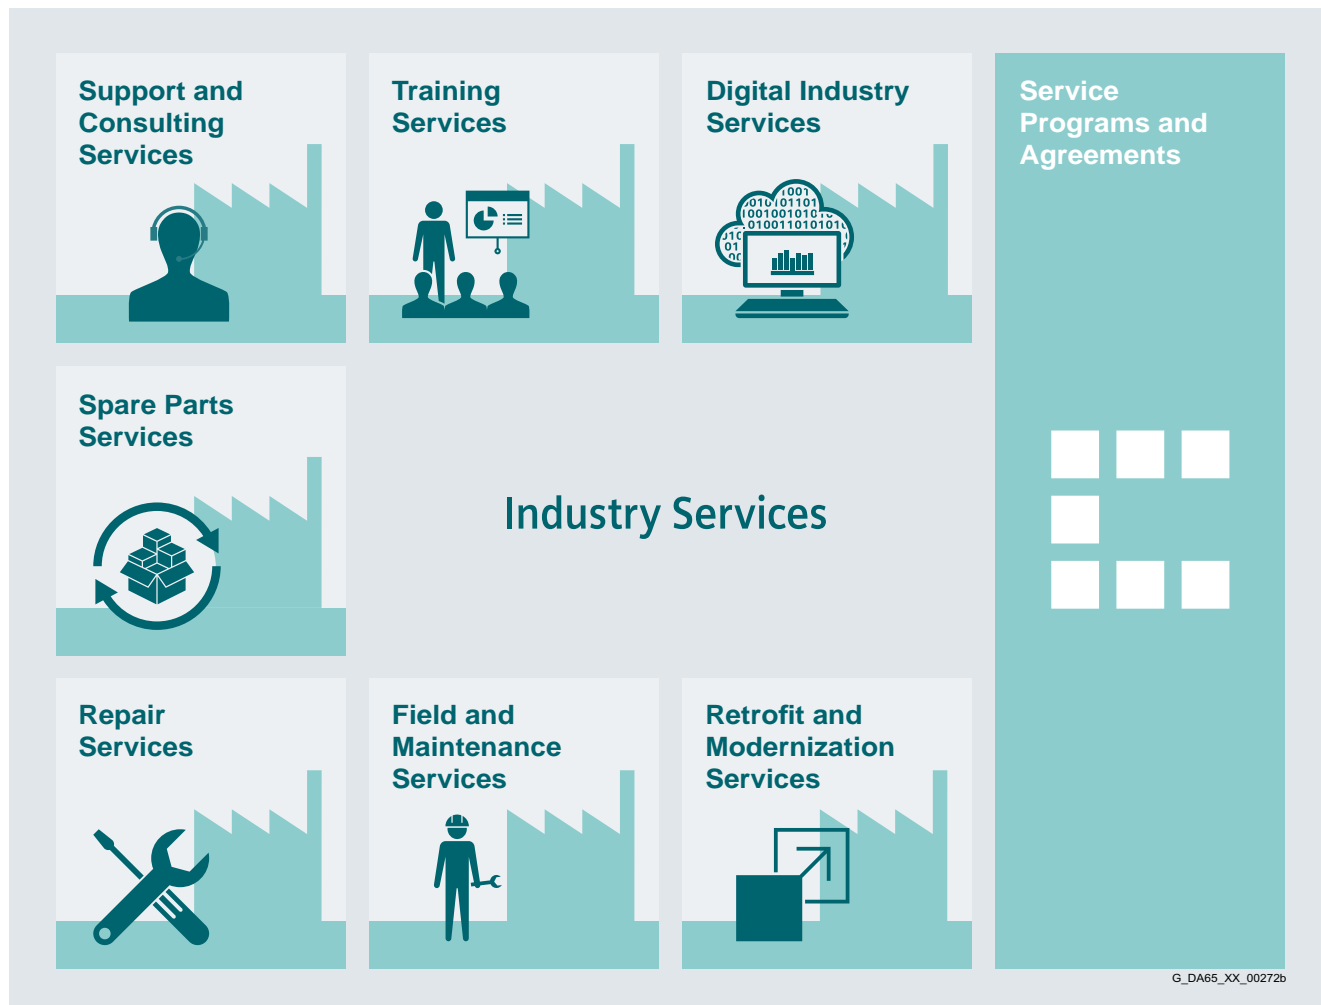 Support and
Consulting
Services
Training
Services
Digital Industry
Services
Service
Programs and
Agreements
Spare Parts
Services
Industry Services
Repair
Services
Field and
Maintenance
Services
Retrofit and
Modernization
Services
G_DA65_XX_00272b